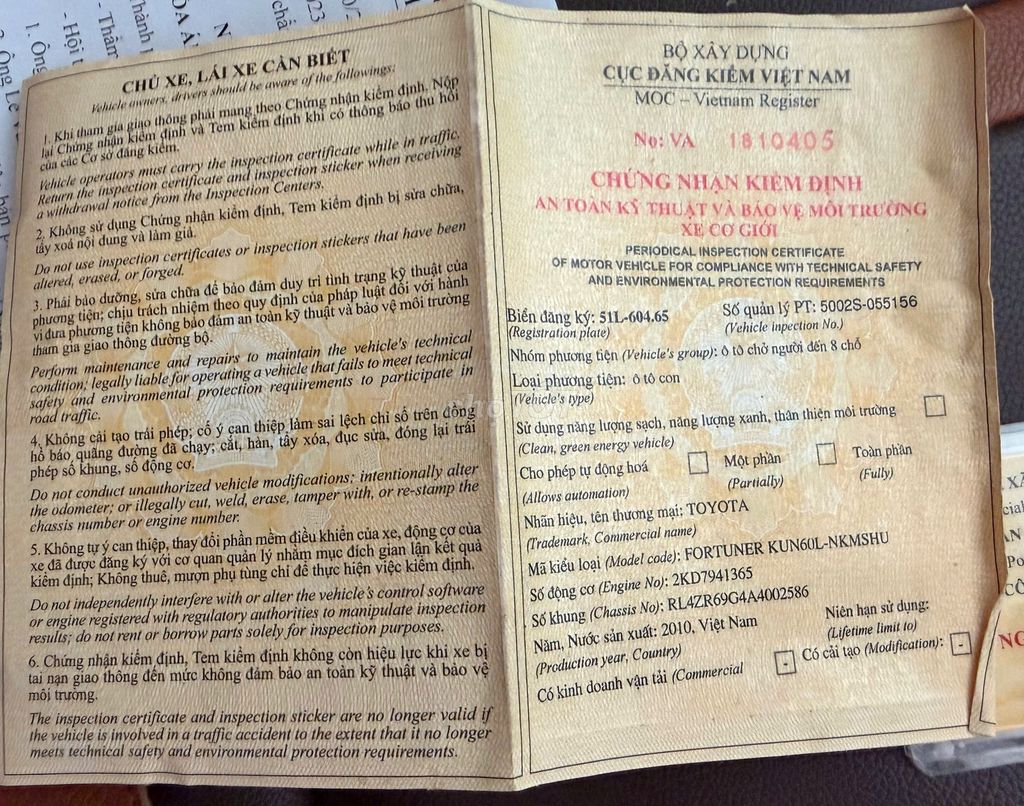 CHỦ XE, LÁI XE CẦN BIẾT
Vehicle owners, drivers should be aware of the followings:
1. Khi tham gia giao thông phải mang theo Chứng nhận kiểm định. Nộp
lại Chứng nhận kiểm định và Tem kiểm định khi có thông báo thu hồi
của các Cơ sở đăng kiểm.
Vehicle operators must carry the inspection certificate while in traffic.
Return the inspection certificate and inspection sticker when receiving
a withdrawal notice from the Inspection Centers.
2. Không sử dụng Chứng nhận kiểm định, Tem kiểm định bị sửa chữa,
tẩy xoá nội dung và làm giả.
Do not use inspection certificates or inspection stickers that have been
altered, erased, or forged.
3. Phải bảo dưỡng, sửa chữa để bảo đảm duy trì tình trạng kỹ thuật của
phương tiện; chịu trách nhiệm theo quy định của pháp luật đối với hành
vi đưa phương tiện không bảo đảm an toàn kỹ thuật và bảo vệ môi trường
tham gia giao thông đường bộ.
Perform maintenance and repairs to maintain the vehicle's technical
condition; legally liable for operating a vehicle that fails to meet technical
safety and environmental protection requirements to participate in
road traffic.
4. Không cải tạo trái phép; cố ý can thiệp làm sai lệch chỉ số trên đồng
hồ báo quãng đường đã chạy; cắt, hàn, tẩy xóa, đục sửa, đóng lại trái
phép số khung, số động cơ.
Do not conduct unauthorized vehicle modifications: intentionally alter
the odometer; or illegally cut, weld, erase, tamper with, or re-stamp the
chassis number or engine number.
5. Không tự ý can thiệp, thay đổi phần mềm điều khiển của xe, động cơ của
xe đã được đăng ký với cơ quan quản lý nhằm mục đích gian lận kết quả
kiểm định; Không thuê, mượn phụ tùng chỉ để thực hiện việc kiểm định.
Do not independently interfere with or alter the vehicle's control software
or engine registered with regulatory authorities to manipulate inspection
results; do not rent or borrow parts solely for inspection purposes.
6. Chứng nhận kiểm định, Tem kiểm định không còn hiệu lực khi xe bị
tai nạn giao thông đến mức không đảm bảo an toàn kỹ thuật và bảo vệ
môi trường.
The inspection certificate and inspection sticker are no longer valid if
the vehicle is involved in a traffic accident to the extent that it no longer
meets technical safety and environmental protection requirements.
BỘ XÂY DỰNG
CỤC ĐĂNG KIỂM VIỆT NAM
MOC – Vietnam Register
No: VA 1810405
CHỨNG NHẬN KIỂM ĐỊNH
AN TOÀN KỸ THUẬT VÀ BẢO VỆ MÔI TRƯỜNG
XE CƠ GIỚI
PERIODICAL INSPECTION CERTIFICATE
OF MOTOR VEHICLE FOR COMPLIANCE WITH TECHNICAL SAFETY
AND ENVIRONMENTAL PROTECTION REQUIREMENTS
Biển đăng ký: 51L-604.65 Số quản lý PT: 5002S-055156
(Registration plate) (Vehicle inpection No.)
Nhóm phương tiện (Vehicle's group): ô tô chở người đến 8 chỗ
Loại phương tiện: ô tô con
(Vehicle's type)
Sử dụng năng lượng sạch, năng lượng xanh, thân thiện môi trường
(Clean, green energy vehicle)
Cho phép tự động hoá Một phần Toàn phần
(Allows automation) (Partially) (Fully)
Nhãn hiệu, tên thương mại: TOYOTA
(Trademark, Commercial name)
Mã kiểu loại (Model code): FORTUNER KUN60L-NKMSHU
Số động cơ (Engine No): 2KD7941365
Số khung (Chassis No): RL4ZR69G4A4002586
Năm, Nước sản xuất: 2010, Việt Nam Niên hạn sử dụng:
(Production year, Country) (Lifetime limit to)
Có kinh doanh vận tải (Commercial - Có cải tạo (Modification): -